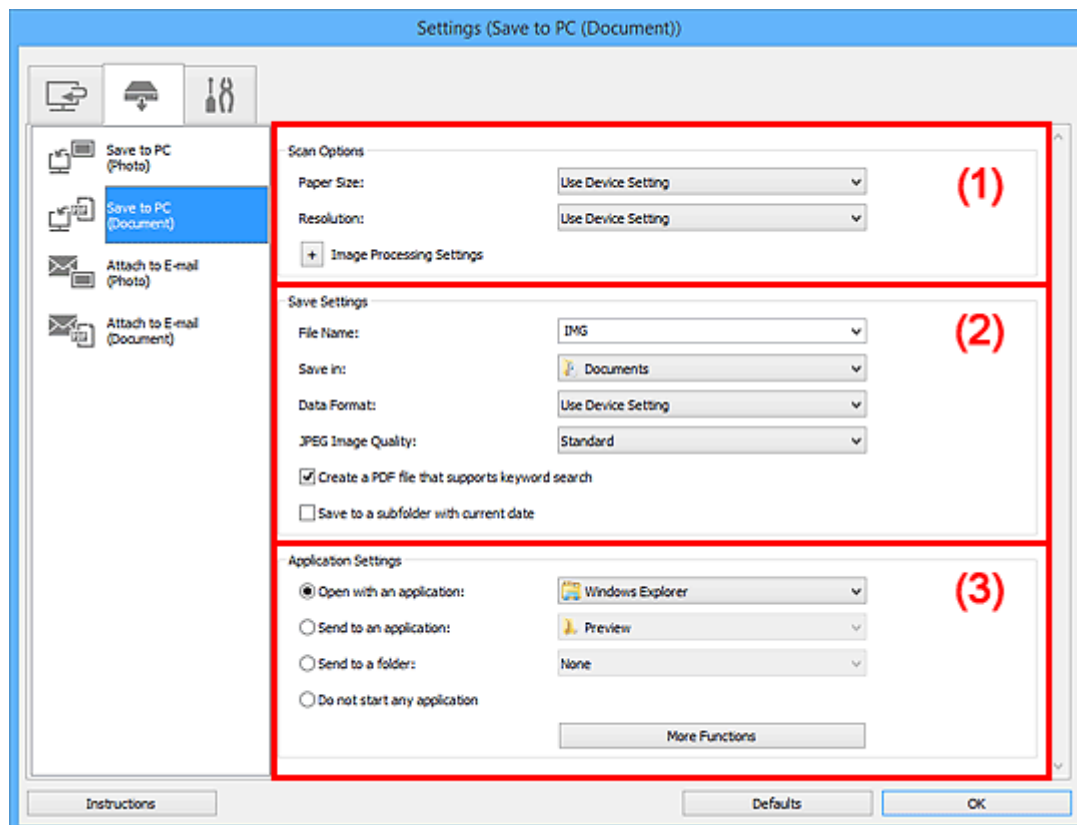 Settings (Save to PC (Document))
Save to PC
(Photo)
Save to PC
(Document)
Attach to E-mail
(Photo)
Attach to E-mail
(Document)
Scan Options
(1)
Paper Size: Use Device Setting
Resolution: Use Device Setting
+ Image Processing Settings
Save Settings
(2)
File Name: IMG
Save in: Documents
Data Format: Use Device Setting
JPEG Image Quality: Standard
Create a PDF file that supports keyword search
Save to a subfolder with current date
Application Settings
(3)
Open with an application: Windows Explorer
Send to an application: Preview
Send to a folder: None
Do not start any application
More Functions
Instructions Defaults OK